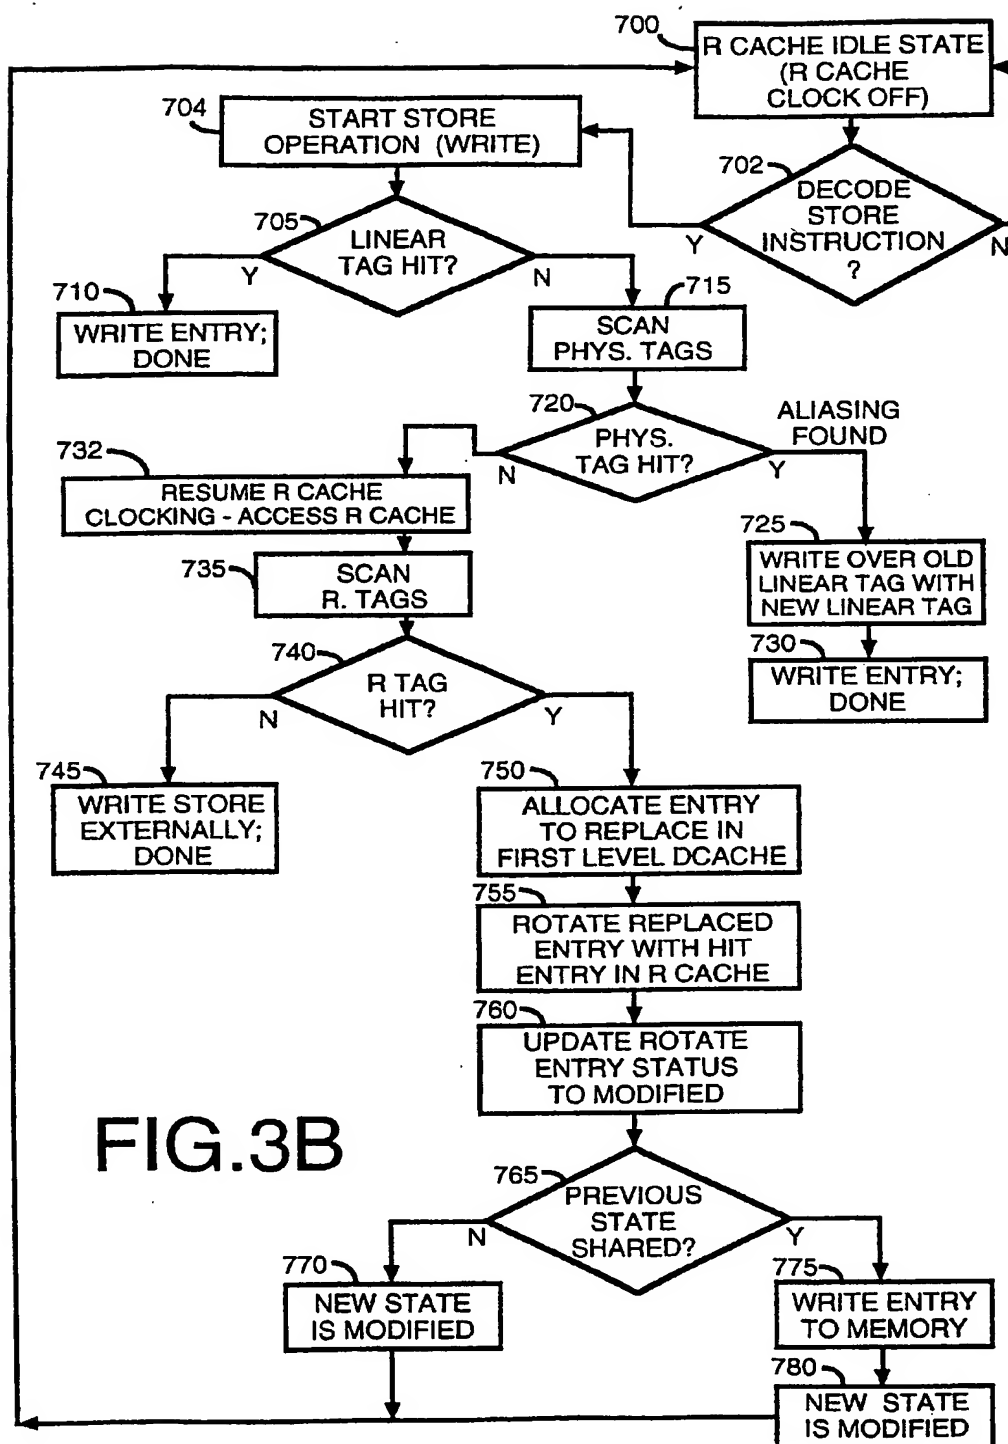 700
R CACHE IDLE STATE
(R CACHE
CLOCK OFF)
704
START STORE
OPERATION (WRITE)
702
DECODE
STORE
INSTRUCTION
?
Y
N
705
LINEAR
TAG HIT?
Y
N
710
WRITE ENTRY;
DONE
715
SCAN
PHYS. TAGS
720
PHYS.
TAG HIT?
N
Y
ALIASING
FOUND
732
RESUME R CACHE
CLOCKING - ACCESS R CACHE
725
WRITE OVER OLD
LINEAR TAG WITH
NEW LINEAR TAG
735
SCAN
R. TAGS
730
WRITE ENTRY;
DONE
740
R TAG
HIT?
N
Y
745
WRITE STORE
EXTERNALLY;
DONE
750
ALLOCATE ENTRY
TO REPLACE IN
FIRST LEVEL DCACHE
755
ROTATE REPLACED
ENTRY WITH HIT
ENTRY IN R CACHE
760
UPDATE ROTATE
ENTRY STATUS
TO MODIFIED
FIG.3B
765
PREVIOUS
STATE
SHARED?
N
Y
770
NEW STATE
IS MODIFIED
775
WRITE ENTRY
TO MEMORY
780
NEW STATE
IS MODIFIED